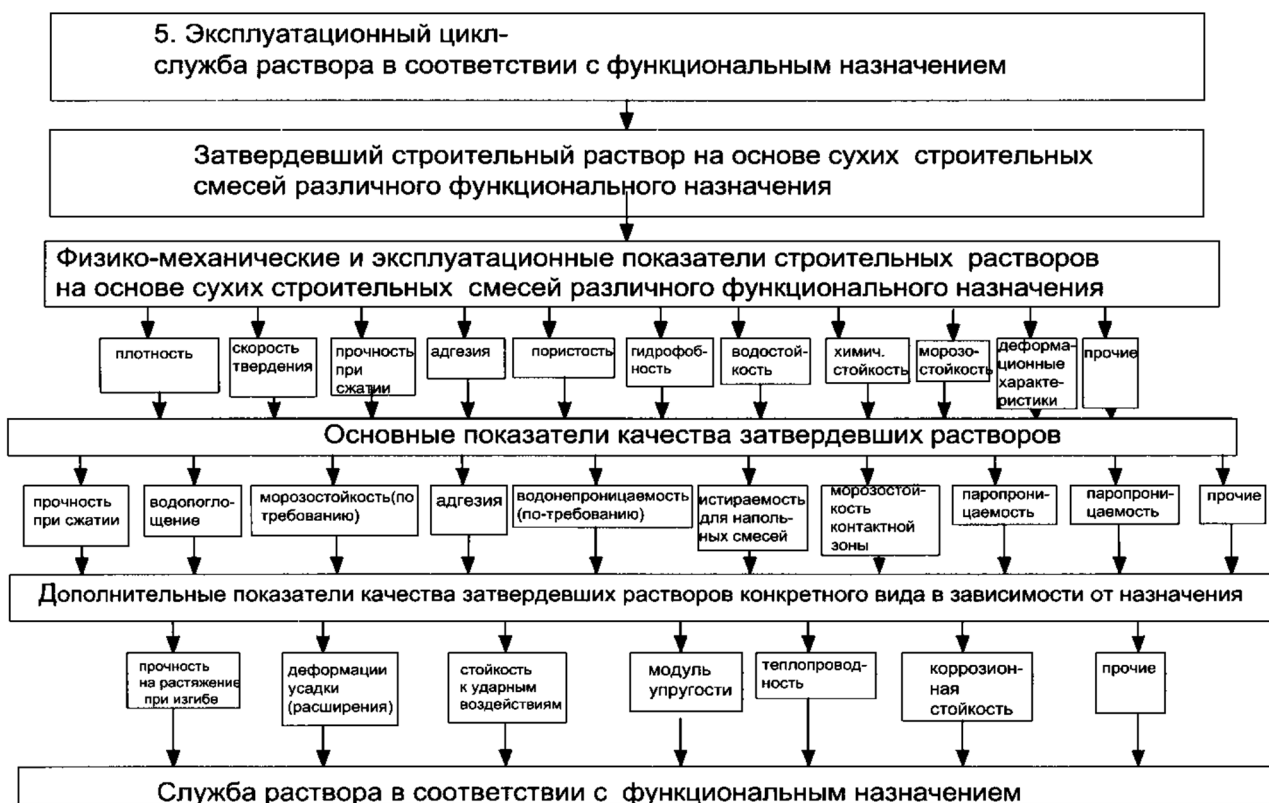 5. Эксплуатационный цикл-
служба раствора в соответствии с функциональным назначением
Затвердевший строительный раствор на основе сухих строительных
смесей различного функционального назначения
Физико-механические и эксплуатационные показатели строительных растворов
на основе сухих строительных смесей различного функционального назначения
плотность
скорость
твердения
прочность
при
сжатии
адгезия
пористость
гидрофоб-
ность
водостой-
кость
химич.
стойкость
морозо-
стойкость
деформа-
ционные
характе-
ристики
прочие
Основные показатели качества затвердевших растворов
прочность
при сжатии
водопогло-
щение
морозостойкость(по
требованию)
адгезия
водонепроницаемость
(по-требованию)
истираемость
для наполь-
ных смесей
морозостой-
кость
контактной
зоны
паропрони-
цаемость
паропрони-
цаемость
прочие
Дополнительные показатели качества затвердевших растворов конкретного вида в зависимости от назначения
прочность
на растяжение
при изгибе
деформации
усадки
(расширения)
стойкость
к ударным
воздействиям
модуль
упругости
теплопровод-
ность
коррозион-
ная
стойкость
прочие
Служба раствора в соответствии с функциональным назначением